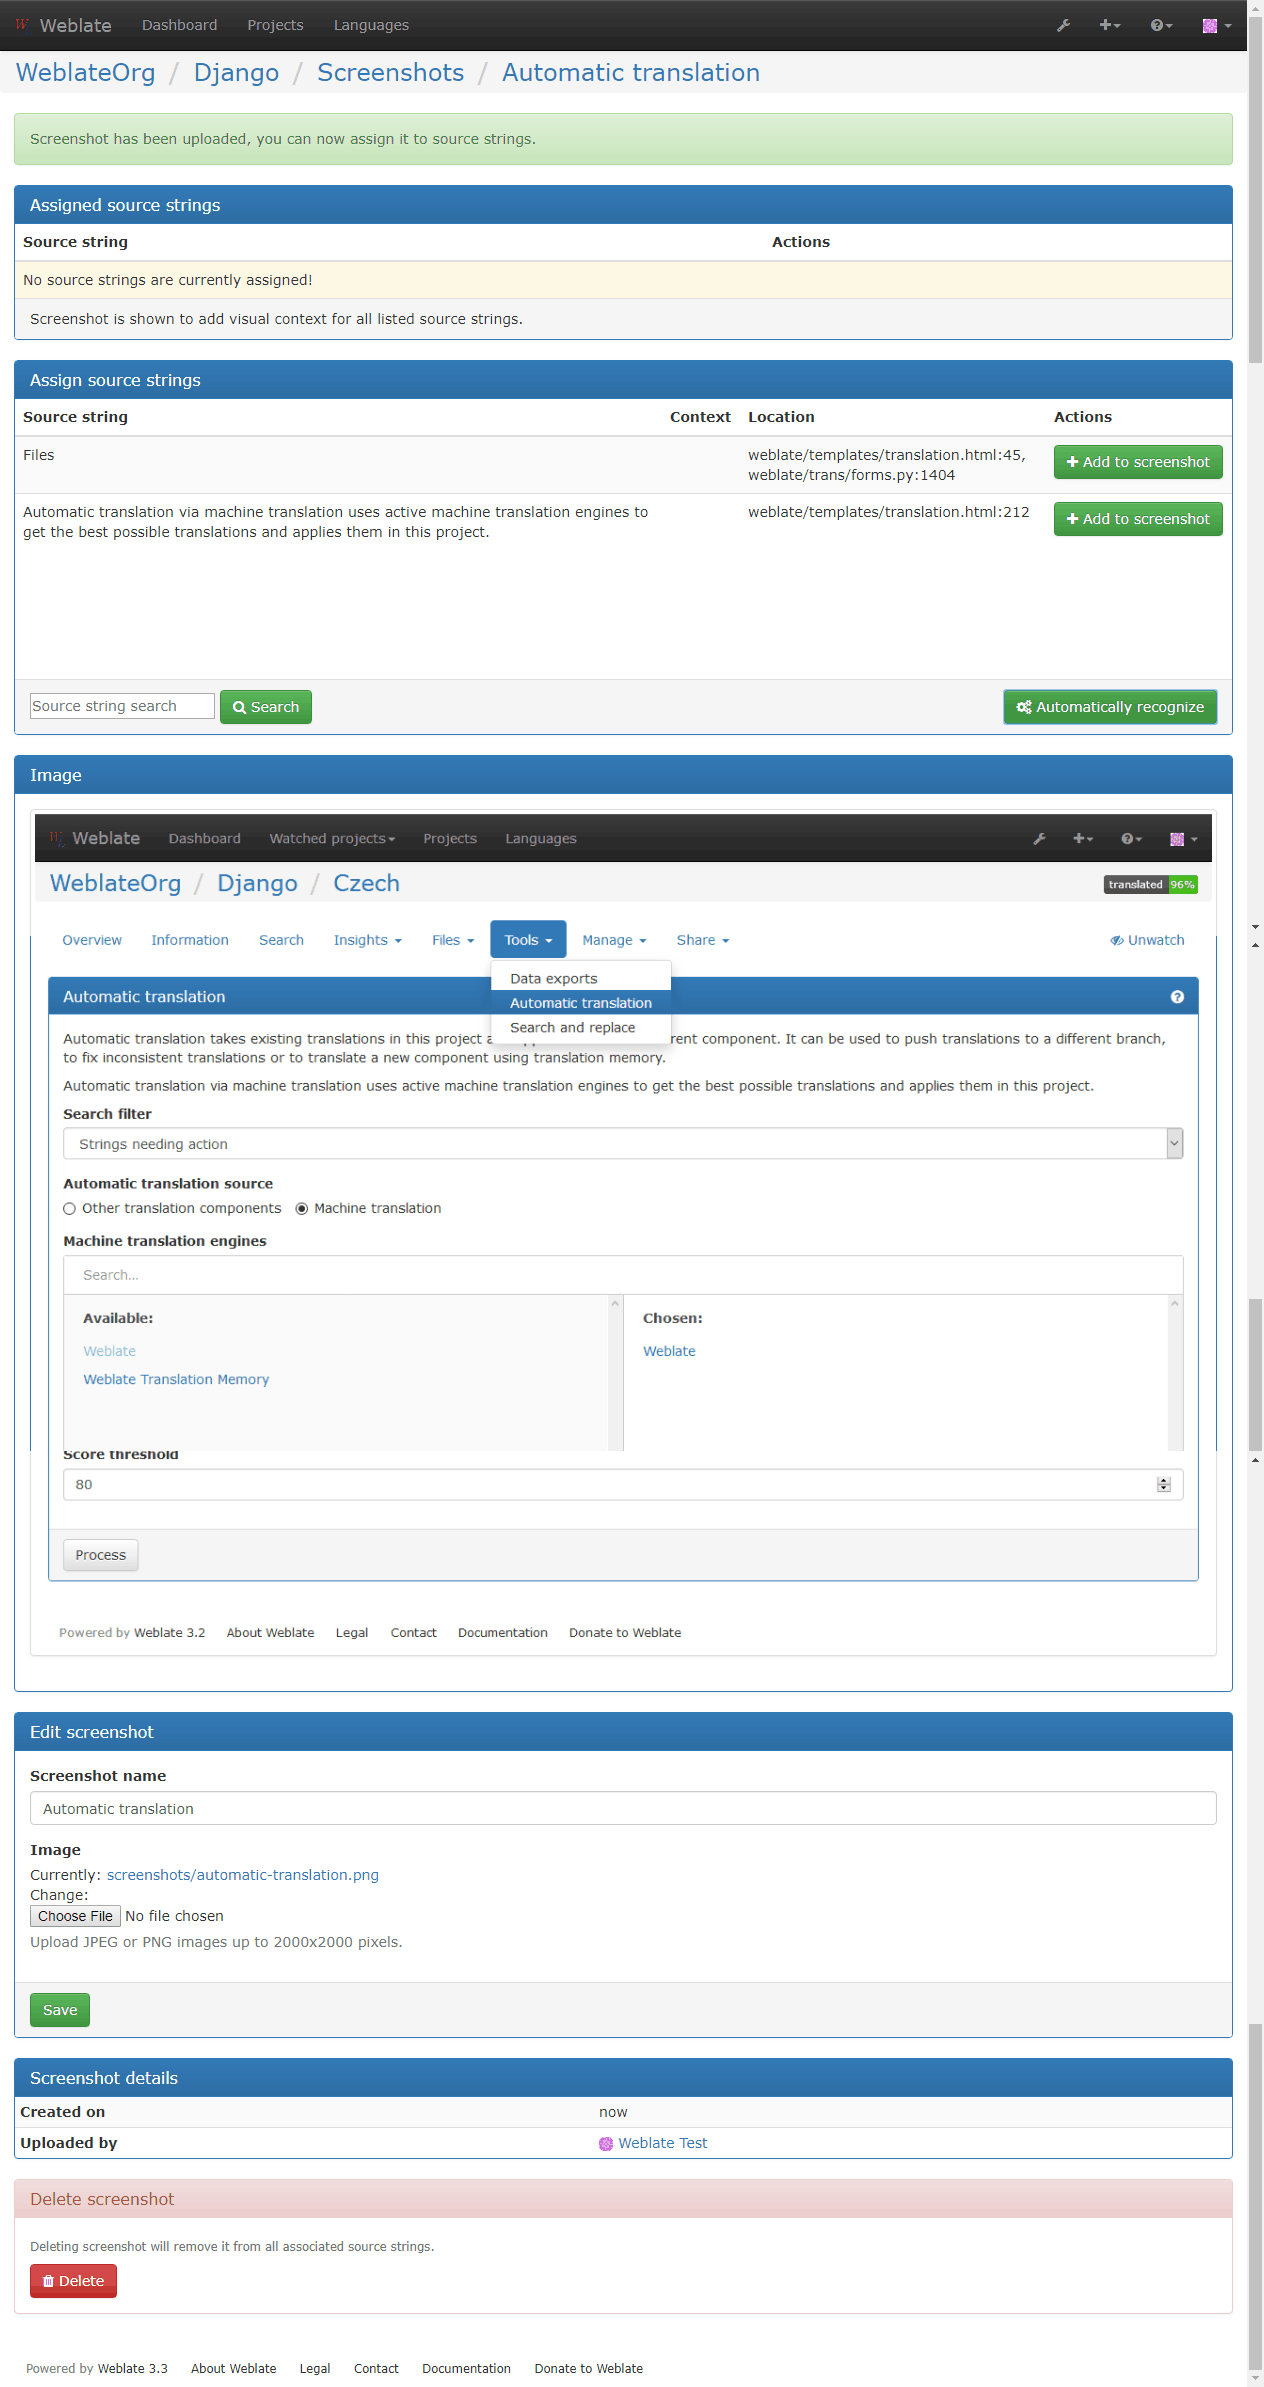 Weblate Dashboard Projects Languages
WeblateOrg / Django / Screenshots / Automatic translation
Screenshot has been uploaded, you can now assign it to source strings.
Assigned source strings
Source string Actions
No source strings are currently assigned!
Screenshot is shown to add visual context for all listed source strings.
Assign source strings
Source string Context Location Actions
Files weblate/templates/translation.html:45, Add to screenshot
weblate/trans/forms.py:1404
Automatic translation via machine translation uses active machine translation engines to weblate/templates/translation.html:212 Add to screenshot
get the best possible translations and applies them in this project.
Source string search Search Automatically recognize
Image
Weblate Dashboard Watched projects Projects Languages
WeblateOrg / Django / Czech translated 96%
Overview Information Search Insights Files Tools Manage Share Unwatch
Data exports
Automatic translation
Search and replace
Automatic translation
Automatic translation takes existing translations in this project component. It can be used to push translations to a different branch,
to fix inconsistent translations or to translate a new component using translation memory.
Automatic translation via machine translation uses active machine translation engines to get the best possible translations and applies them in this project.
Search filter
Strings needing action
Automatic translation source
Other translation components Machine translation
Machine translation engines
Search...
Available: Chosen:
Weblate Weblate
Weblate Translation Memory
Score threshold
80
Process
Powered by Weblate 3.2 About Weblate Legal Contact Documentation Donate to Weblate
Edit screenshot
Screenshot name
Automatic translation
Image
Currently: screenshots/automatic-translation.png
Change:
Choose File No file chosen
Upload JPEG or PNG images up to 2000x2000 pixels.
Save
Screenshot details
Created on now
Uploaded by Weblate Test
Delete screenshot
Deleting screenshot will remove it from all associated source strings.
Delete
Powered by Weblate 3.3 About Weblate Legal Contact Documentation Donate to Weblate